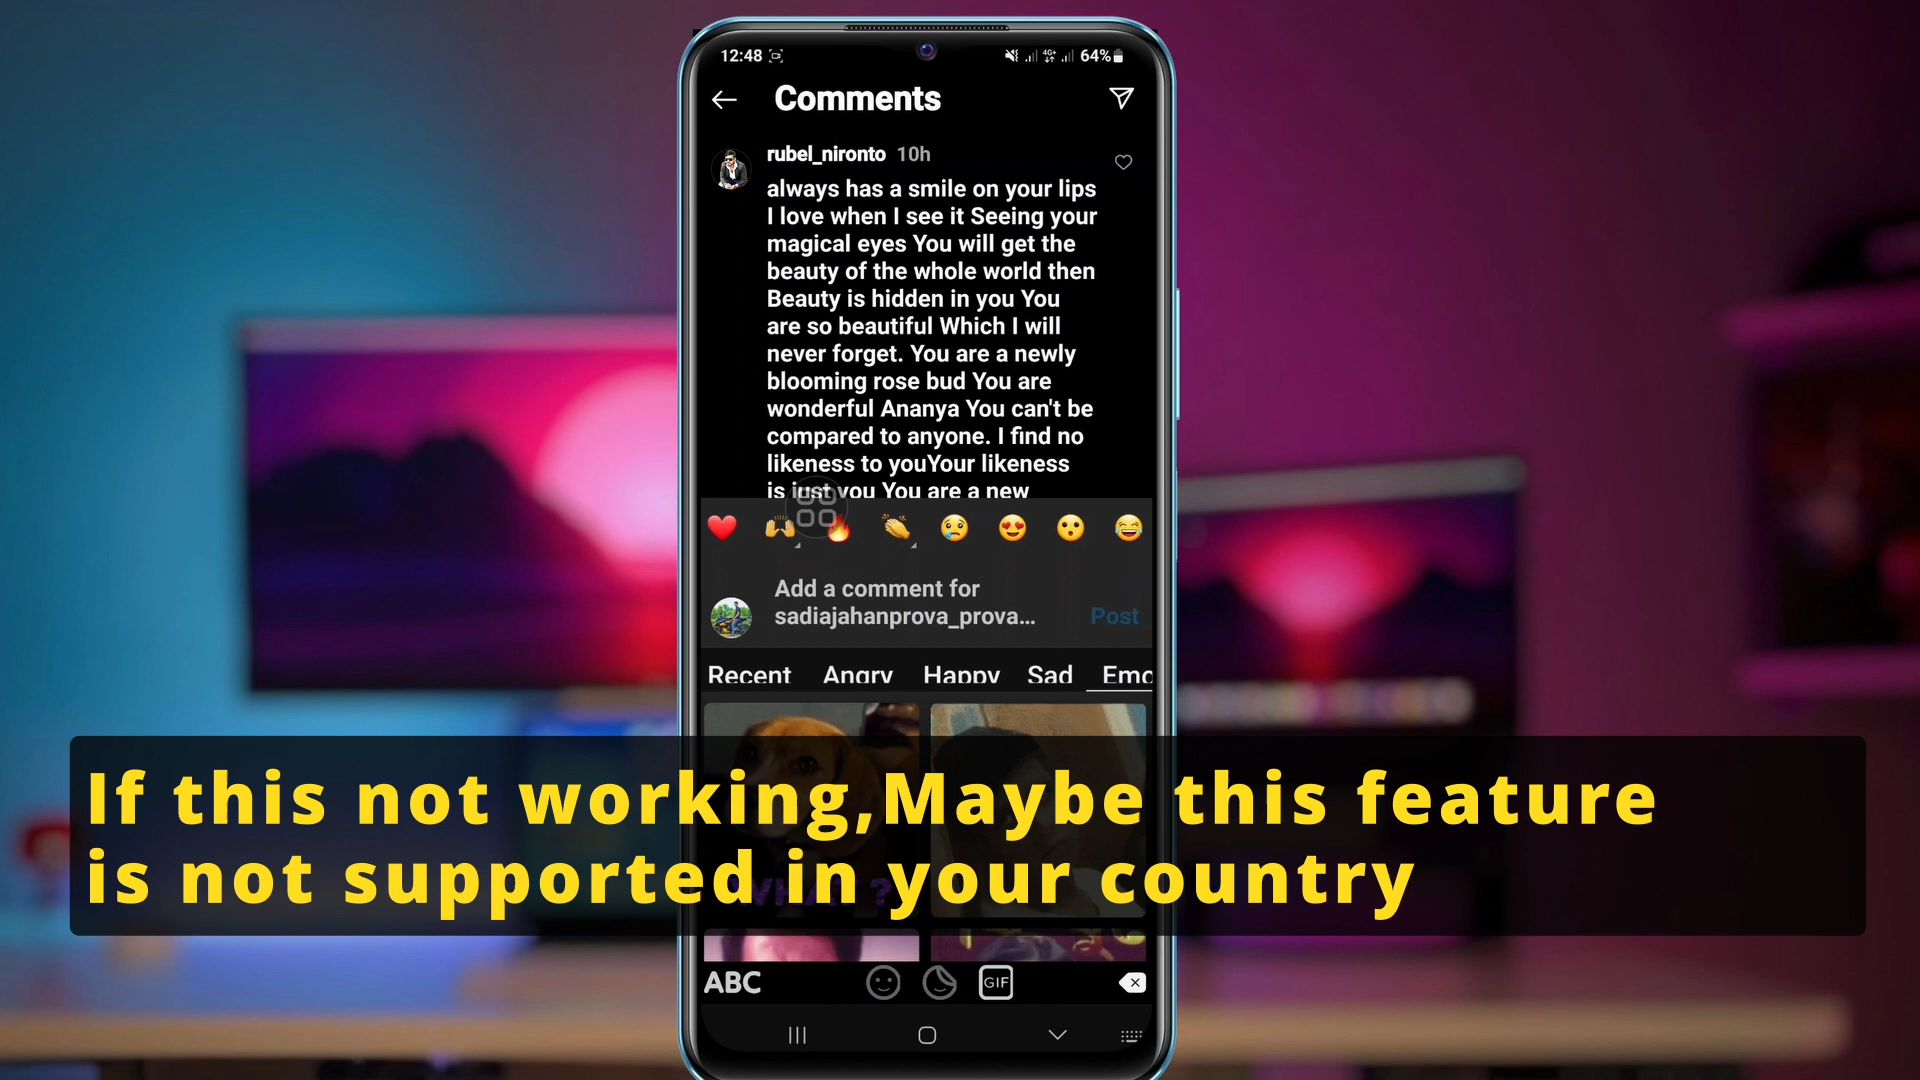 12:48 4G+ 64%
Comments
rubel_nironto 10h
always has a smile on your lips
I love when I see it Seeing your
magical eyes You will get the
beauty of the whole world then
Beauty is hidden in you You
are so beautiful Which I will
never forget. You are a newly
blooming rose bud You are
wonderful Ananya You can't be
compared to anyone. I find no
likeness to youYour likeness
is just you You are a new
Add a comment for
sadiajahanprova_prova...
Post
Recent Angry Happy Sad Emo
If this not working,Maybe this feature
is not supported in your country
WHAT?
ABC GIF